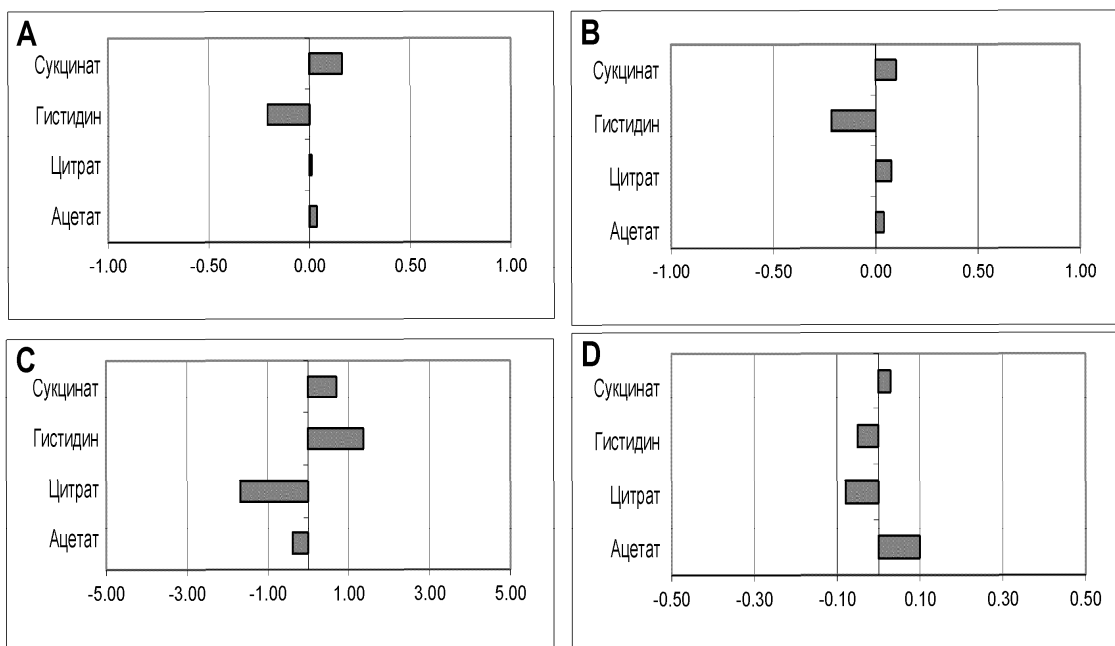 A
Сукцинат
Гистидин
Цитрат
Ацетат
-1.00 -0.50 0.00 0.50 1.00
B
Сукцинат
Гистидин
Цитрат
Ацетат
-1.00 -0.50 0.00 0.50 1.00
C
Сукцинат
Гистидин
Цитрат
Ацетат
-5.00 -3.00 -1.00 1.00 3.00 5.00
D
Сукцинат
Гистидин
Цитрат
Ацетат
-0.50 -0.30 -0.10 0.10 0.30 0.50